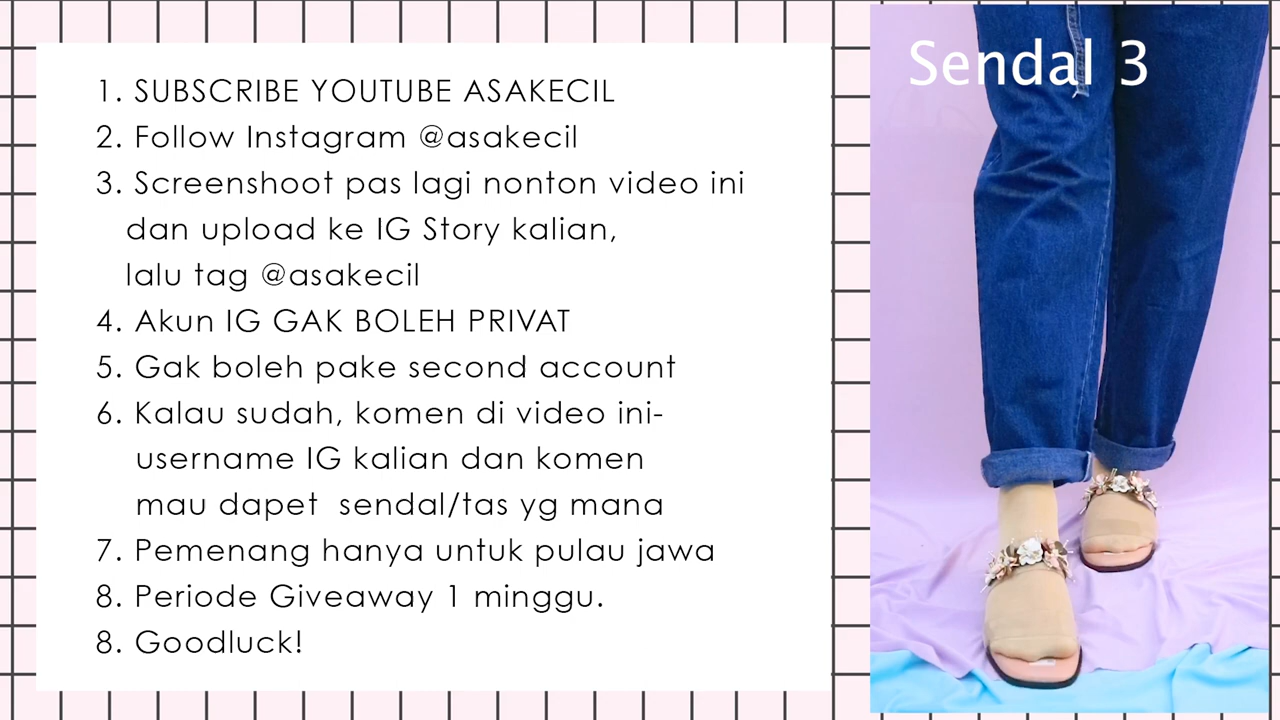 1. SUBSCRIBE YOUTUBE ASAKECIL
2. Follow Instagram @asakecil
3. Screenshoot pas lagi nonton video ini
dan upload ke IG Story kalian,
lalu tag @asakecil
4. Akun IG GAK BOLEH PRIVAT
5. Gak boleh pake second account
6. Kalau sudah, komen di video ini-
username IG kalian dan komen
mau dapet  sendal/tas yg mana
7. Pemenang hanya untuk pulau jawa
8. Periode Giveaway 1 minggu.
8. Goodluck!
Sendal 3